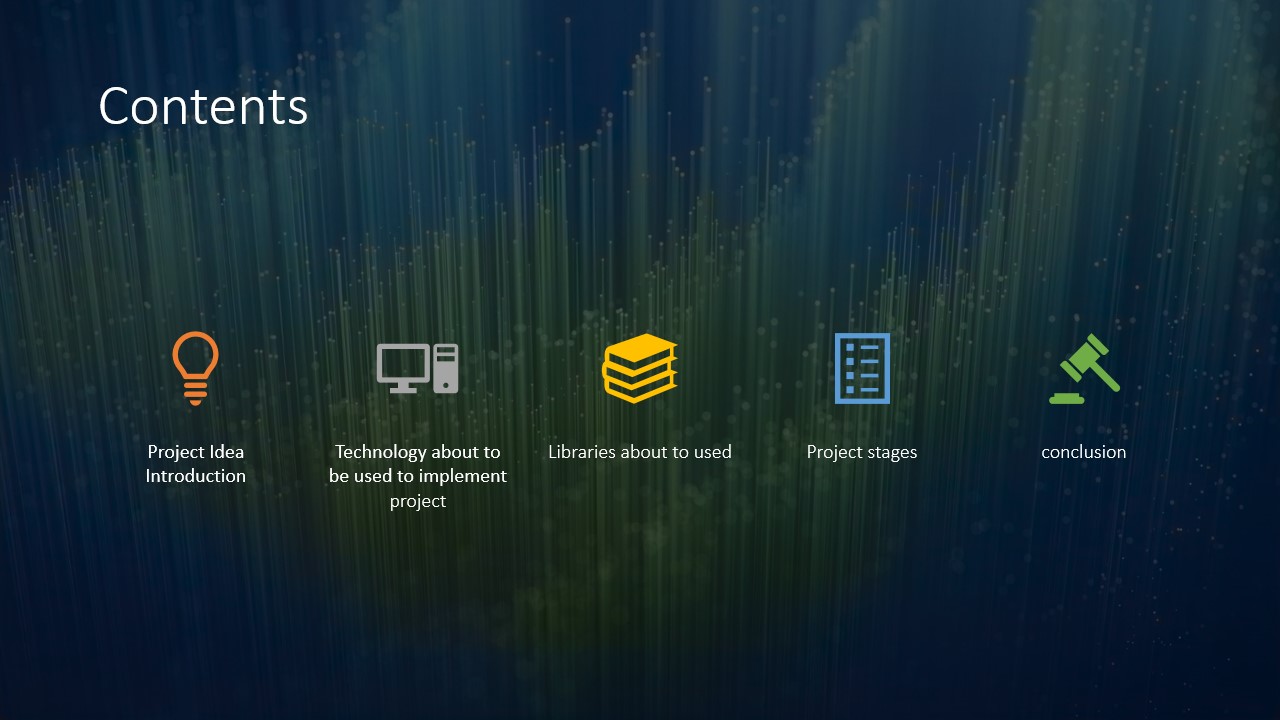 Contents
Project Idea
Introduction
Technology about to
be used to implement
project
Libraries about to used
Project stages
conclusion